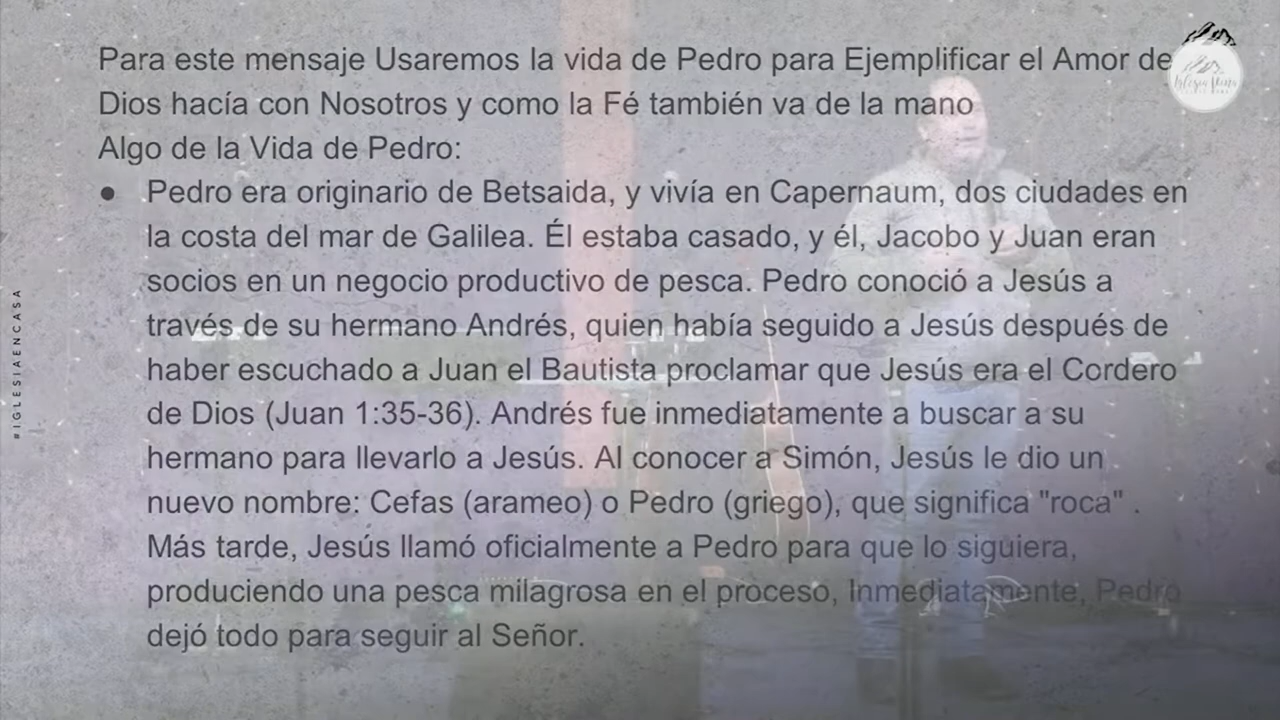 Para este mensaje Usaremos la vida de Pedro para Ejemplificar el Amor de
Dios hacía con Nosotros y como la Fé también va de la mano
Algo de la Vida de Pedro:
● Pedro era originario de Betsaida, y vivía en Capernaum, dos ciudades en
la costa del mar de Galilea. Él estaba casado, y él, Jacobo y Juan eran
socios en un negocio productivo de pesca. Pedro conoció a Jesús a
través de su hermano Andrés, quien había seguido a Jesús después de
haber escuchado a Juan el Bautista proclamar que Jesús era el Cordero
de Dios (Juan 1:35-36). Andrés fue inmediatamente a buscar a su
hermano para llevarlo a Jesús. Al conocer a Simón, Jesús le dio un
nuevo nombre: Cefas (arameo) o Pedro (griego), que significa "roca" .
Más tarde, Jesús llamó oficialmente a Pedro para que lo siguiera,
produciendo una pesca milagrosa en el proceso, Inmediatamente, Pedro
dejó todo para seguir al Señor.
#IGLESIAENCASA
Iglesia